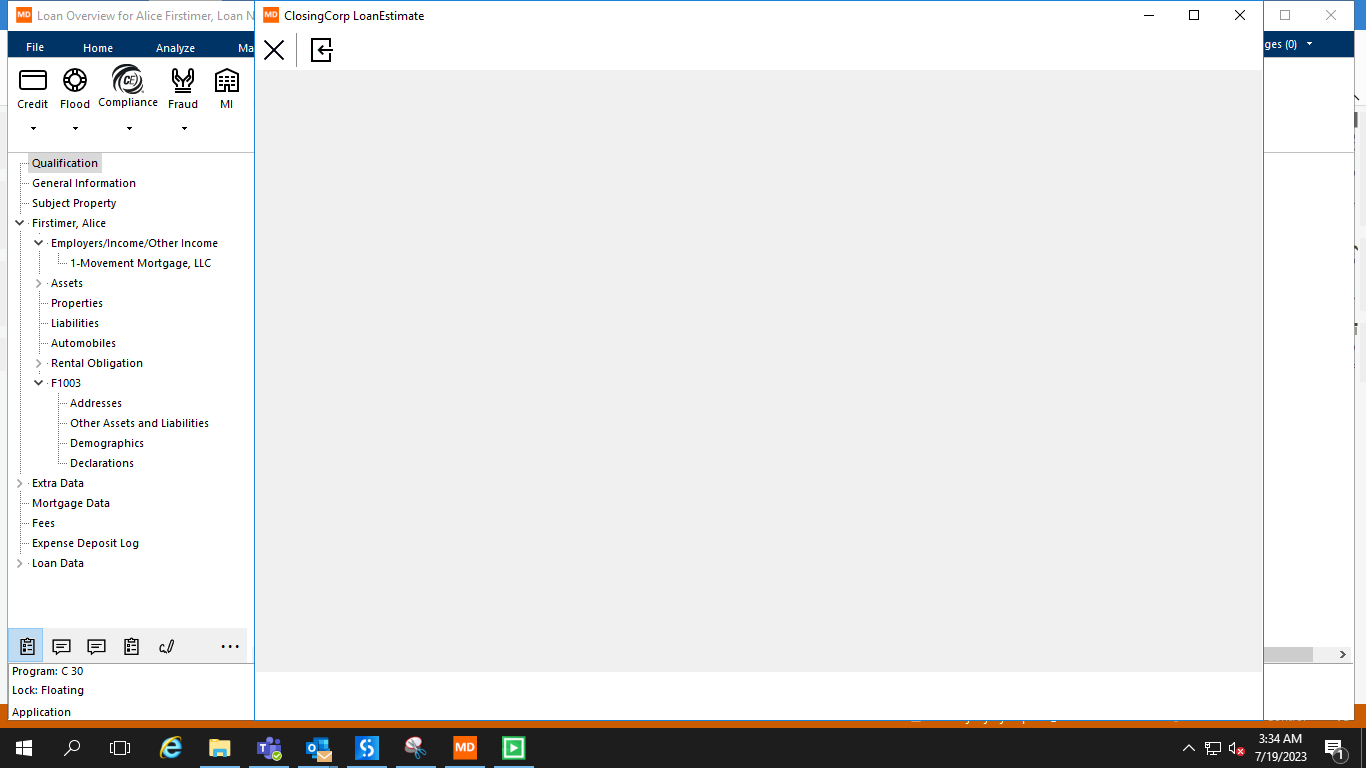 MD Loan Overview for Alice Firstimer, Loan N
MD ClosingCorp LoanEstimate
File Home Analyze Ma
ges (0)
Credit Flood Compliance Fraud MI
Qualification
General Information
Subject Property
Firstimer, Alice
Employers/Income/Other Income
1-Movement Mortgage, LLC
Assets
Properties
Liabilities
Automobiles
Rental Obligation
F1003
Addresses
Other Assets and Liabilities
Demographics
Declarations
Extra Data
Mortgage Data
Fees
Expense Deposit Log
Loan Data
Program: C 30
Lock: Floating
Application
MD
3:34 AM
7/19/2023
1